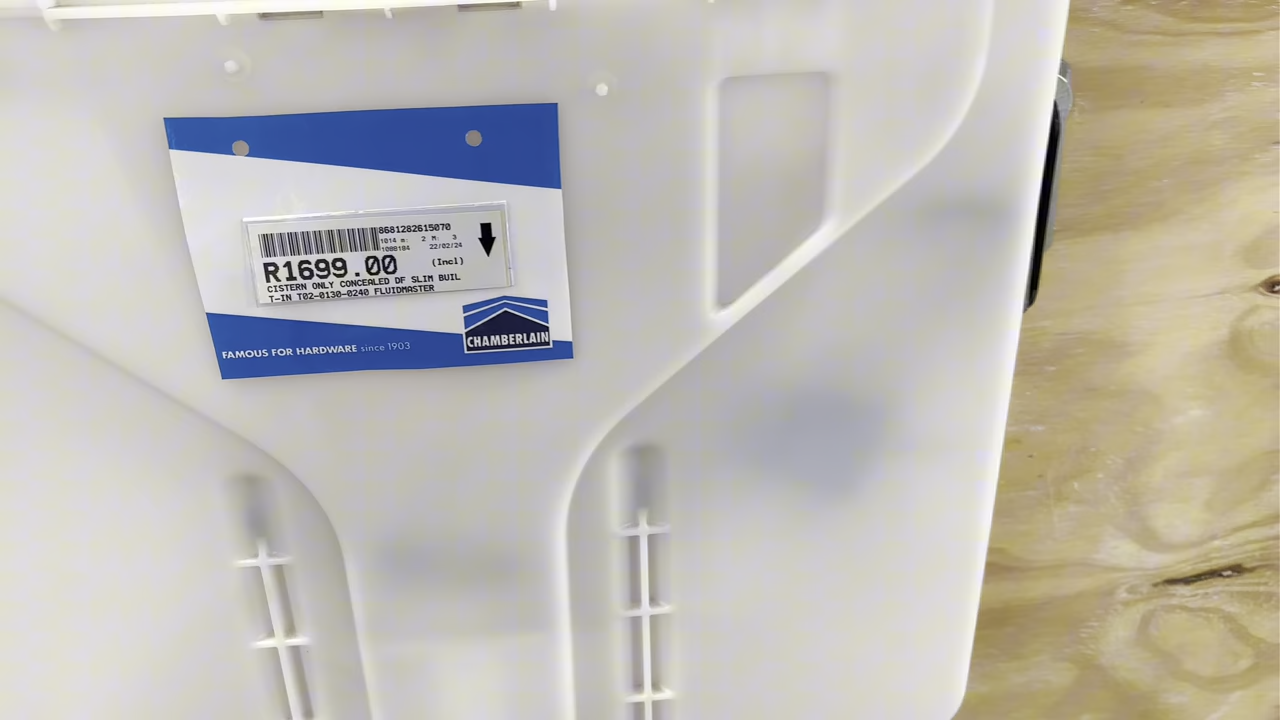 8681282615070
1014 m: 2 M: 3
1088184 22/02/24
R1699.00 (Incl)
CISTERN ONLY CONCEALED DF SLIM BUIL
T-IN T02-0130-0240 FLUIDMASTER
CHAMBERLAIN
FAMOUS FOR HARDWARE since 1903